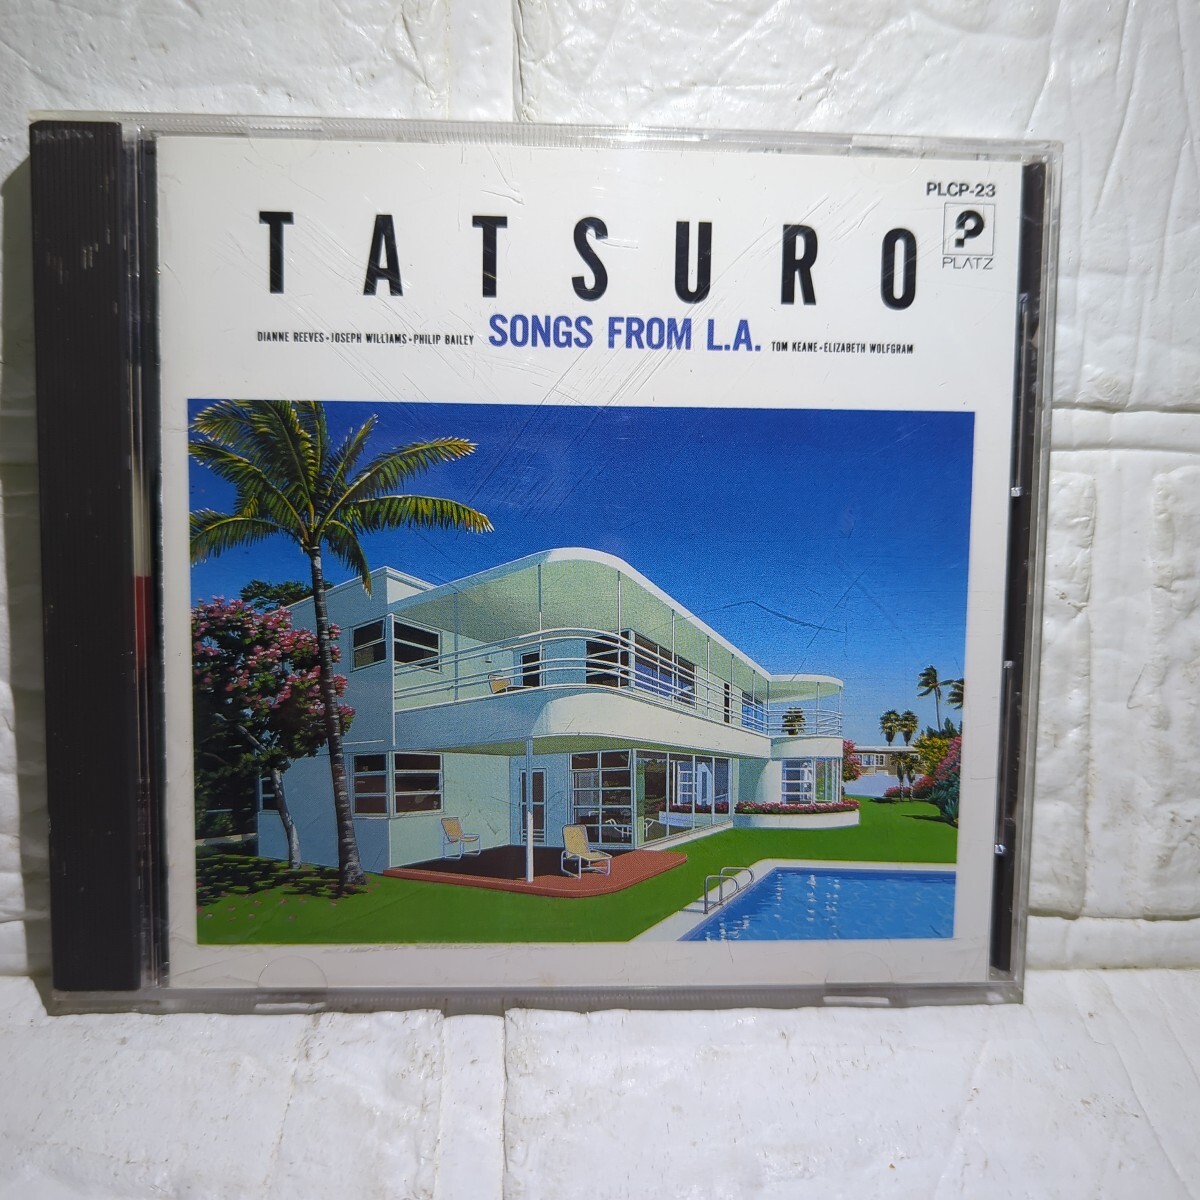 PLCP-23
PLATZ
TATSURO
DIANNE REEVES • JOSEPH WILLIAMS • PHILIP BAILEY SONGS FROM L.A. TOM KEANE • ELIZABETH WOLFGRAM